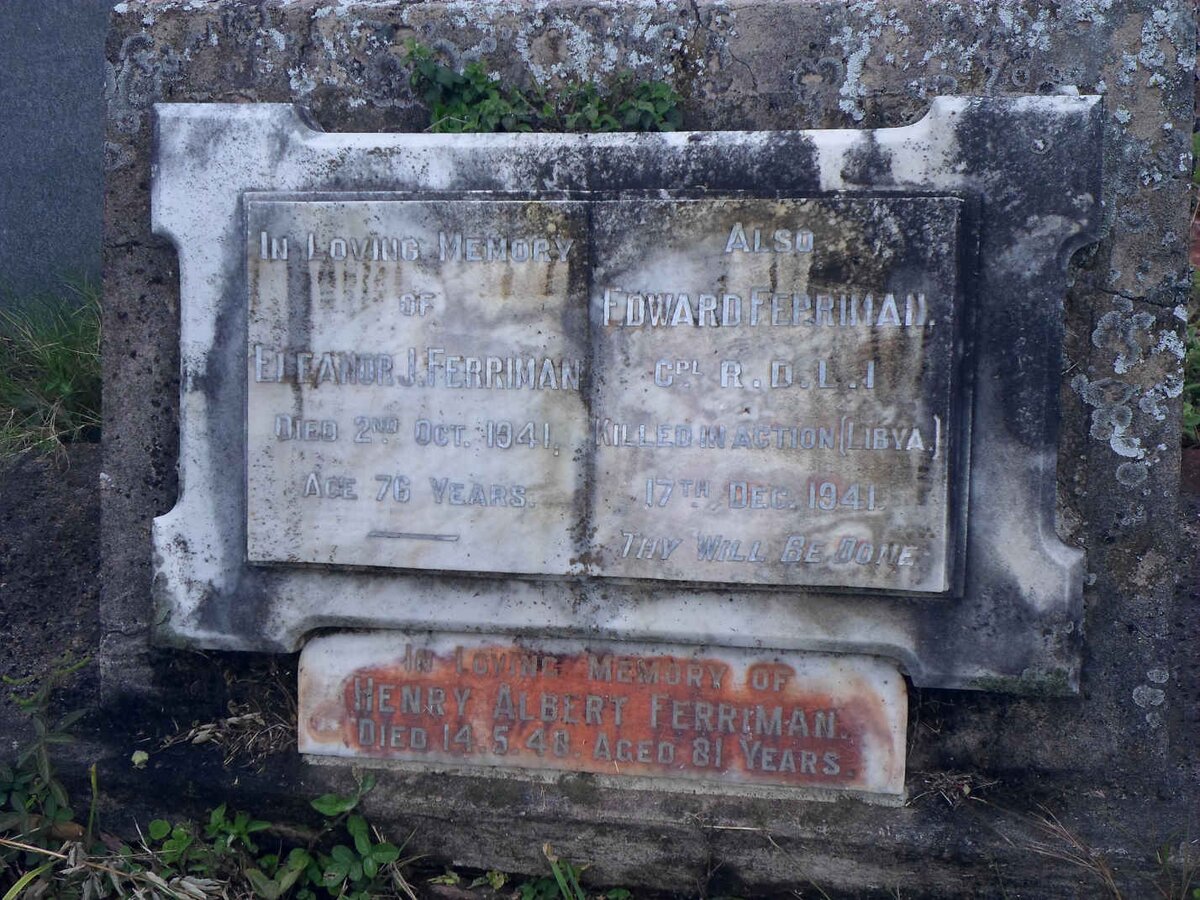 IN LOVING MEMORY
OF
ELEANOR J. FERRIMAN
DIED 2ND OCT. 1941,
AGE 76 YEARS.
ALSO
EDWARD FERRIMAN.
CPL R.D.L.I
KILLED IN ACTION (LIBYA.)
17TH DEC. 1941.
THY WILL BE DONE
IN LOVING MEMORY OF
HENRY ALBERT FERRIMAN.
DIED 14.5.48 AGED 81 YEARS.